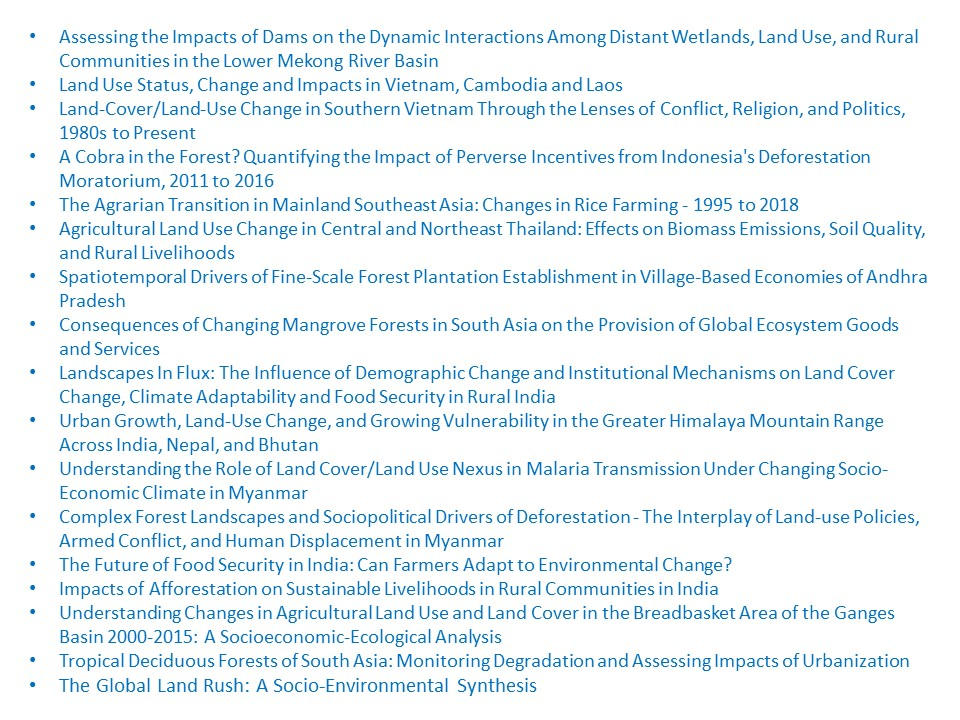 • Assessing the Impacts of Dams on the Dynamic Interactions Among Distant Wetlands, Land Use, and Rural
Communities in the Lower Mekong River Basin
• Land Use Status, Change and Impacts in Vietnam, Cambodia and Laos
• Land-Cover/Land-Use Change in Southern Vietnam Through the Lenses of Conflict, Religion, and Politics,
1980s to Present
• A Cobra in the Forest? Quantifying the Impact of Perverse Incentives from Indonesia's Deforestation
Moratorium, 2011 to 2016
• The Agrarian Transition in Mainland Southeast Asia: Changes in Rice Farming - 1995 to 2018
• Agricultural Land Use Change in Central and Northeast Thailand: Effects on Biomass Emissions, Soil Quality,
and Rural Livelihoods
• Spatiotemporal Drivers of Fine-Scale Forest Plantation Establishment in Village-Based Economies of Andhra
Pradesh
• Consequences of Changing Mangrove Forests in South Asia on the Provision of Global Ecosystem Goods
and Services
• Landscapes In Flux: The Influence of Demographic Change and Institutional Mechanisms on Land Cover
Change, Climate Adaptability and Food Security in Rural India
• Urban Growth, Land-Use Change, and Growing Vulnerability in the Greater Himalaya Mountain Range
Across India, Nepal, and Bhutan
• Understanding the Role of Land Cover/Land Use Nexus in Malaria Transmission Under Changing Socio-
Economic Climate in Myanmar
• Complex Forest Landscapes and Sociopolitical Drivers of Deforestation - The Interplay of Land-use Policies,
Armed Conflict, and Human Displacement in Myanmar
• The Future of Food Security in India: Can Farmers Adapt to Environmental Change?
• Impacts of Afforestation on Sustainable Livelihoods in Rural Communities in India
• Understanding Changes in Agricultural Land Use and Land Cover in the Breadbasket Area of the Ganges
Basin 2000-2015: A Socioeconomic-Ecological Analysis
• Tropical Deciduous Forests of South Asia: Monitoring Degradation and Assessing Impacts of Urbanization
• The Global Land Rush: A Socio-Environmental Synthesis